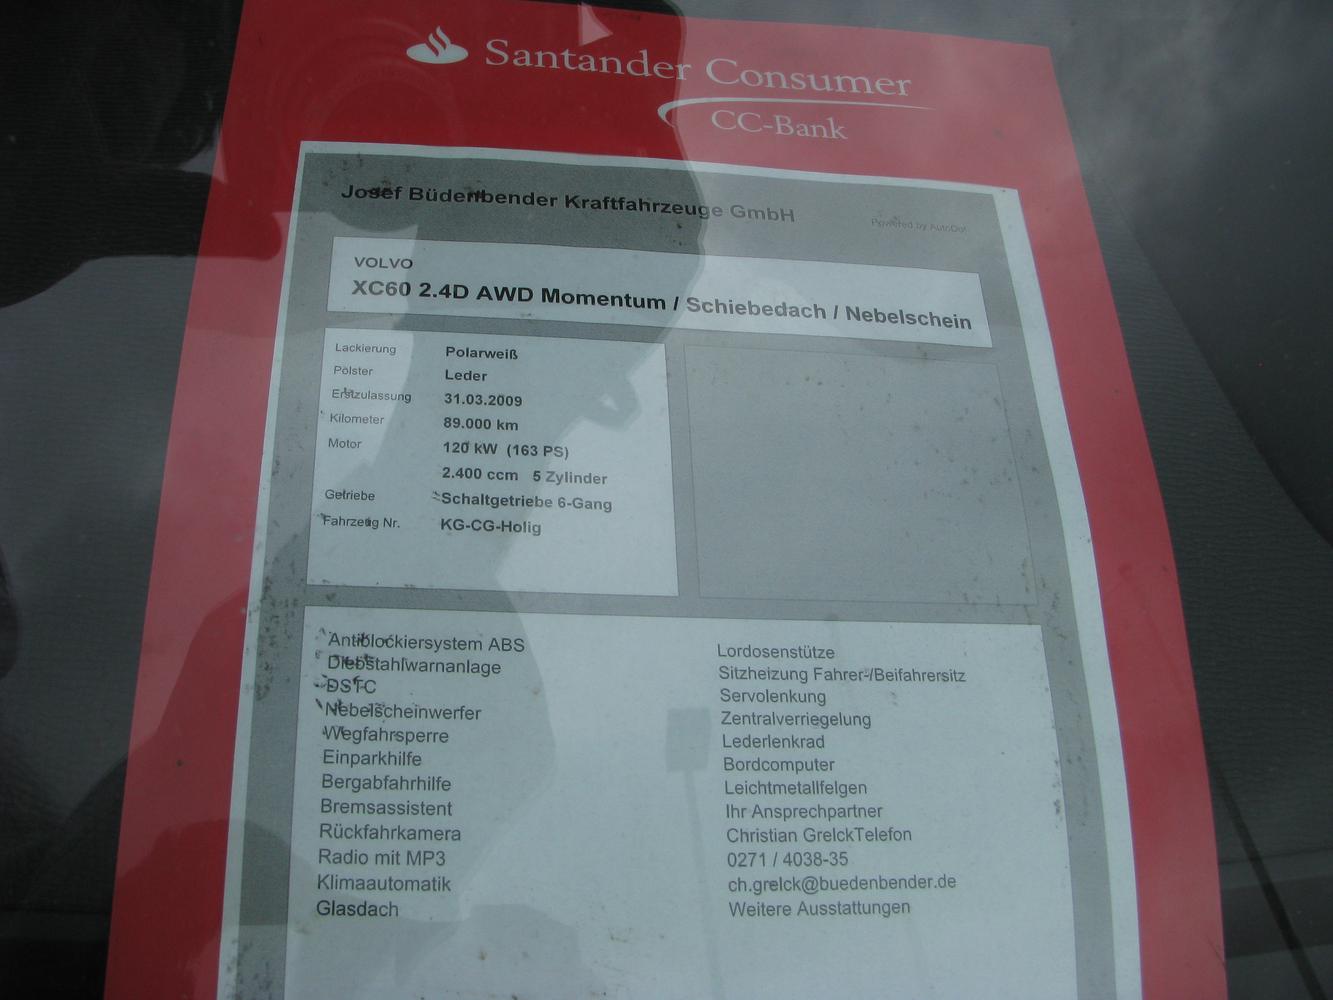 Santander Consumer
CC-Bank
Josef Büdenbender Kraftfahrzeuge GmbH
Powered by AutoDo!
VOLVO
XC60 2.4D AWD Momentum / Schiebedach / Nebelschein
Lackierung Polarweiß
Polster Leder
Erstzulassung 31.03.2009
Kilometer 89.000 km
Motor 120 kW (163 PS)
2.400 ccm 5 Zylinder
Getriebe Schaltgetriebe 6-Gang
Fahrzeug Nr. KG-CG-Holig
Antiblockiersystem ABS
Diebstahlwarnanlage
DSTC
Nebelscheinwerfer
Wegfahrsperre
Einparkhilfe
Bergabfahrhilfe
Bremsassistent
Rückfahrkamera
Radio mit MP3
Klimaautomatik
Glasdach
Lordosenstütze
Sitzheizung Fahrer-/Beifahrersitz
Servolenkung
Zentralverriegelung
Lederlenkrad
Bordcomputer
Leichtmetallfelgen
Ihr Ansprechpartner
Christian GrelckTelefon
0271 / 4038-35
ch.grelck@buedenbender.de
Weitere Ausstattungen